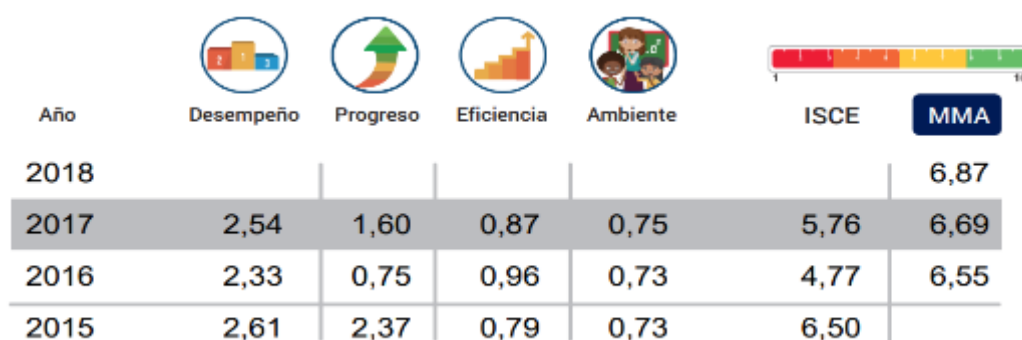 1 10
Año Desempeño Progreso Eficiencia Ambiente ISCE MMA
2018 6,87
2017 2,54 1,60 0,87 0,75 5,76 6,69
2016 2,33 0,75 0,96 0,73 4,77 6,55
2015 2,61 2,37 0,79 0,73 6,50